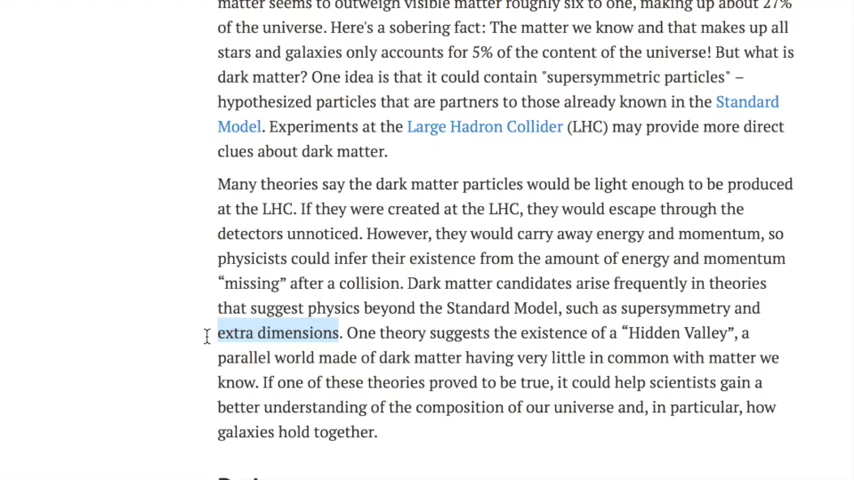 matter seems to outweigh visible matter roughly six to one, making up about 27%
of the universe. Here's a sobering fact: The matter we know and that makes up all
stars and galaxies only accounts for 5% of the content of the universe! But what is
dark matter? One idea is that it could contain "supersymmetric particles" –
hypothesized particles that are partners to those already known in the Standard
Model. Experiments at the Large Hadron Collider (LHC) may provide more direct
clues about dark matter.
Many theories say the dark matter particles would be light enough to be produced
at the LHC. If they were created at the LHC, they would escape through the
detectors unnoticed. However, they would carry away energy and momentum, so
physicists could infer their existence from the amount of energy and momentum
“missing” after a collision. Dark matter candidates arise frequently in theories
that suggest physics beyond the Standard Model, such as supersymmetry and
extra dimensions. One theory suggests the existence of a “Hidden Valley”, a
parallel world made of dark matter having very little in common with matter we
know. If one of these theories proved to be true, it could help scientists gain a
better understanding of the composition of our universe and, in particular, how
galaxies hold together.